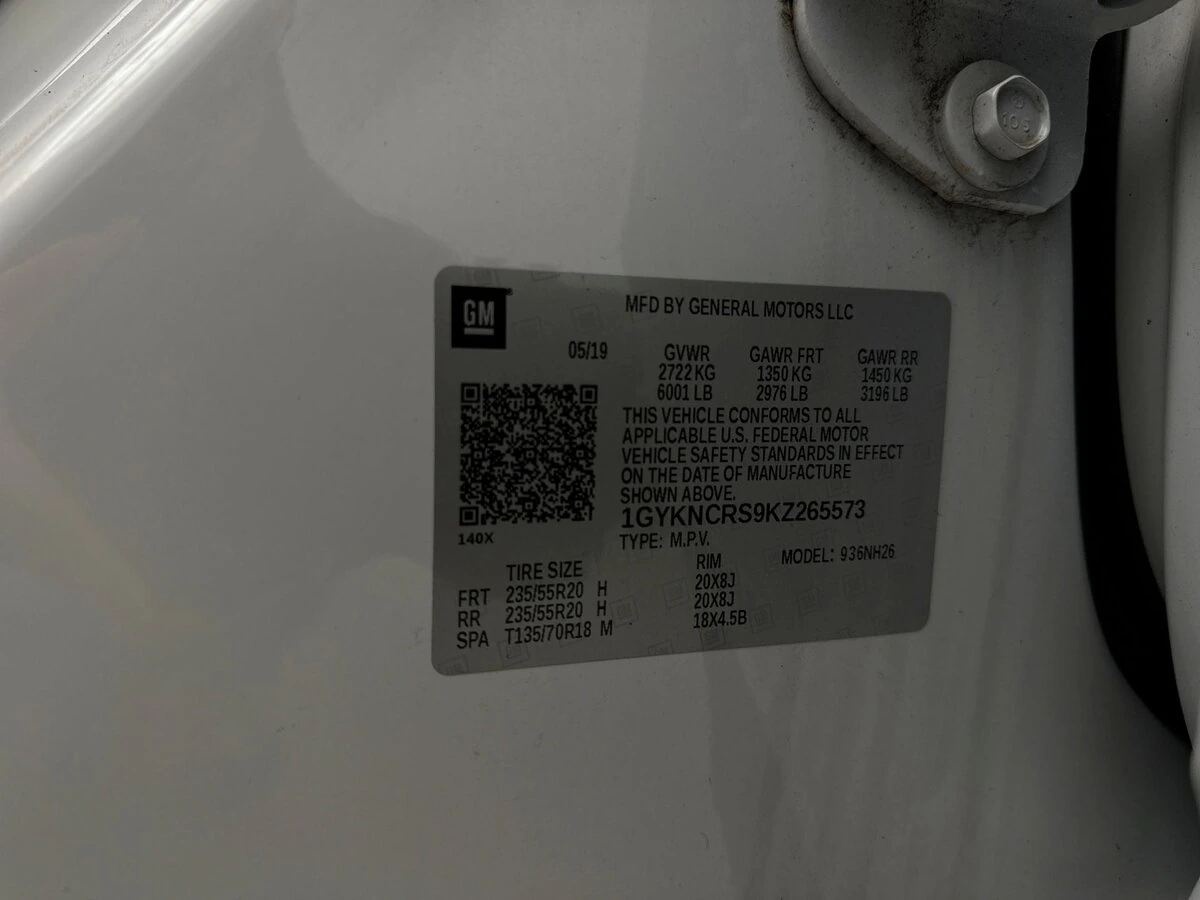 GM
MFD BY GENERAL MOTORS LLC
05/19
GVWR GAWR FRT GAWR RR
2722 KG 1350 KG 1450 KG
6001 LB 2976 LB 3196 LB
THIS VEHICLE CONFORMS TO ALL
APPLICABLE U.S. FEDERAL MOTOR
VEHICLE SAFETY STANDARDS IN EFFECT
ON THE DATE OF MANUFACTURE
SHOWN ABOVE.
1GYKNCRS9KZ265573
140X
TYPE: M.P.V. MODEL: 936NH26
TIRE SIZE RIM
FRT 235/55R20 H 20X8J
RR 235/55R20 H 20X8J
SPA T135/70R18 M 18X4.5B